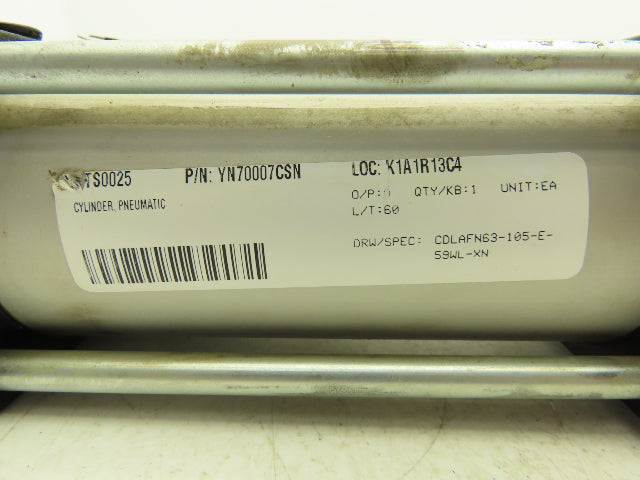 TS0025 P/N: YN70007CSN LOC: K1A1R13C4
CYLINDER, PNEUMATIC
O/P:0 QTY/KB:1 UNIT:EA
L/T:60
DRW/SPEC: CDLAFN63-105-E-
59WL-XN